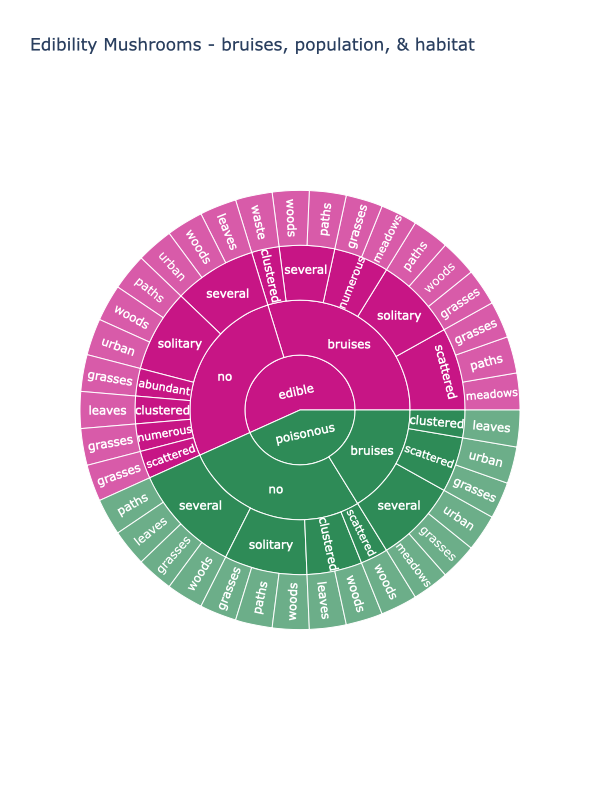 Edibility Mushrooms - bruises, population, & habitat
edible
bruises
scattered
meadows
paths
grasses
solitary
grasses
woods
paths
numerous
meadows
grasses
several
paths
woods
clustered
waste
no
several
leaves
woods
urban
solitary
paths
woods
urban
abundant
grasses
clustered
leaves
numerous
grasses
scattered
grasses
poisonous
no
several
paths
leaves
grasses
woods
solitary
grasses
paths
woods
clustered
leaves
woods
scattered
woods
bruises
several
meadows
grasses
urban
scattered
grasses
urban
clustered
leaves